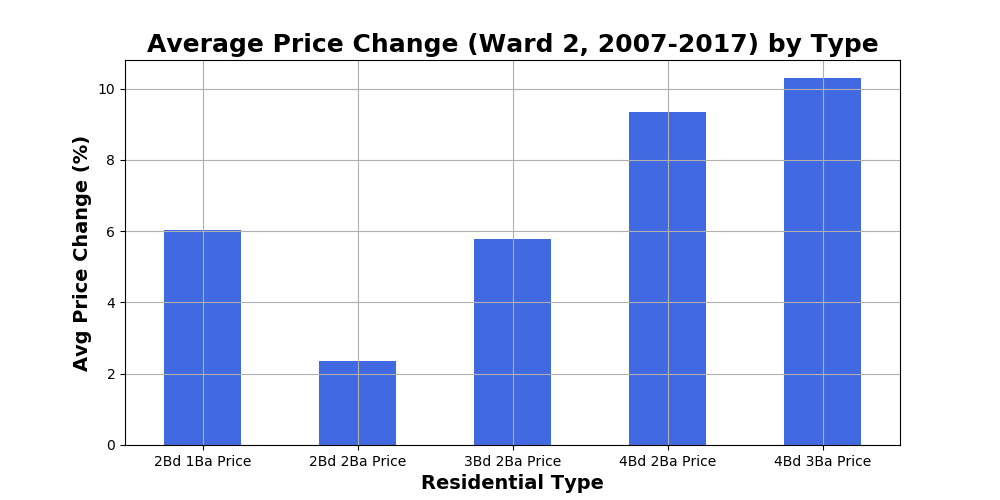 Average Price Change (Ward 2, 2007-2017) by Type
Avg Price Change (%)
10
8
6
4
2
0
2Bd 1Ba Price 2Bd 2Ba Price 3Bd 2Ba Price 4Bd 2Ba Price 4Bd 3Ba Price
Residential Type